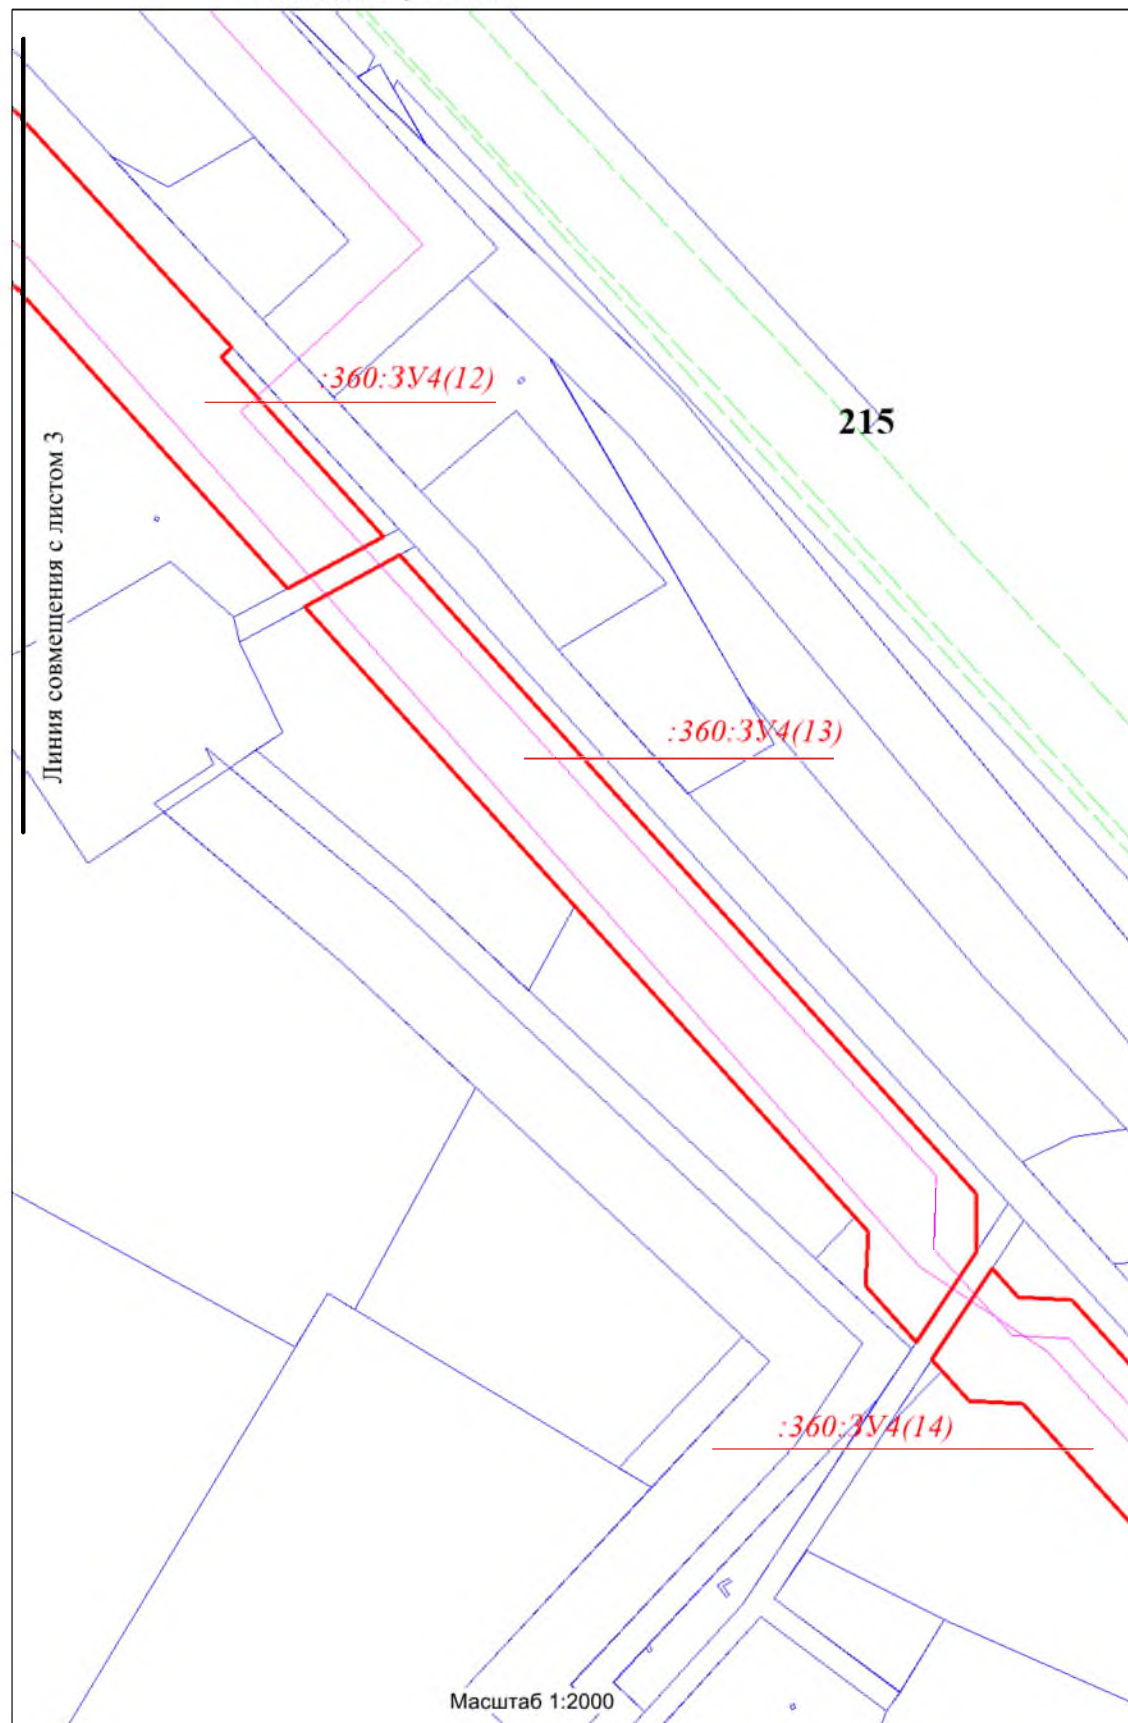 :360:ЗУ4(12)
215
Линия совмещения с листом 3
:360:ЗУ4(13)
:360:ЗУ4(14)
Масштаб 1:2000